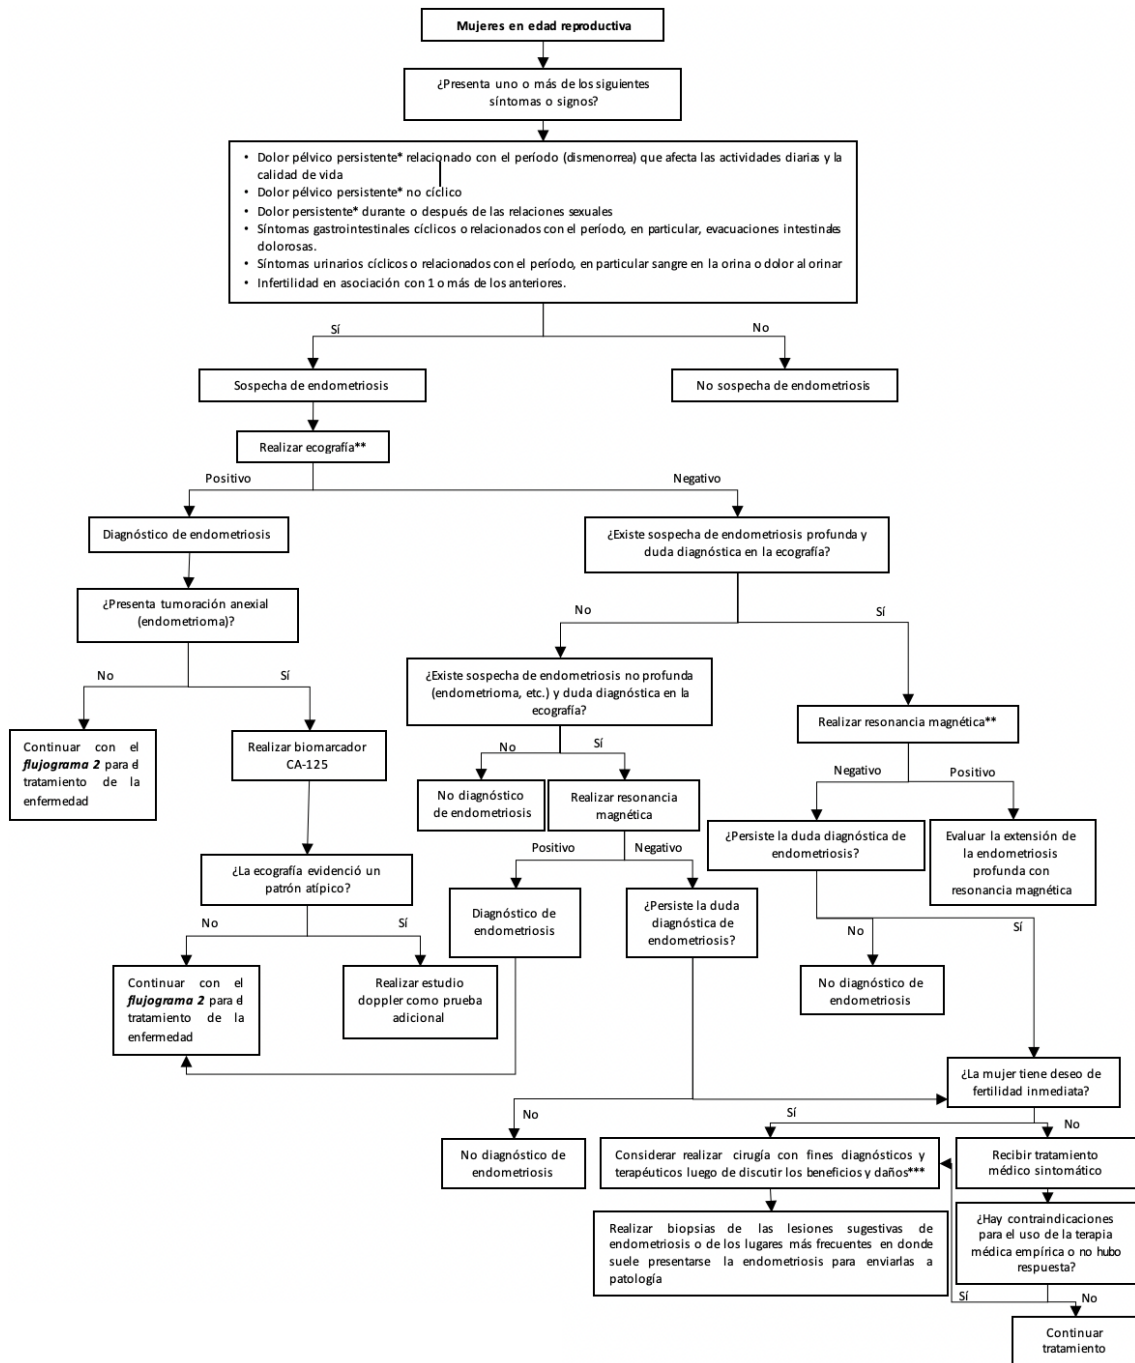 Mujeres en edad reproductiva
¿Presenta uno o más de los siguientes
síntomas o signos?
• Dolor pélvico persistente* relacionado con el período (dismenorrea) que afecta las actividades diarias y la
calidad de vida
• Dolor pélvico persistente* no cíclico
• Dolor persistente* durante o después de las relaciones sexuales
• Síntomas gastrointestinales cíclicos o relacionados con el período, en particular, evacuaciones intestinales
dolorosas.
• Síntomas urinarios cíclicos o relacionados con el período, en particular sangre en la orina o dolor al orinar
• Infertilidad en asociación con 1 o más de los anteriores.
Sí
No
Sospecha de endometriosis
No sospecha de endometriosis
Realizar ecografía**
Positivo
Negativo
Diagnóstico de endometriosis
¿Existe sospecha de endometriosis profunda y
duda diagnóstica en la ecografía?
¿Presenta tumoración anexial
(endometrioma)?
No
Sí
No
Sí
¿Existe sospecha de endometriosis no profunda
(endometrioma, etc.) y duda diagnóstica en la
ecografía?
Realizar resonancia magnética**
Continuar con el
flujograma 2 para el
tratamiento de la
enfermedad
Realizar biomarcador
CA-125
No
Sí
Negativo
Positivo
No diagnóstico
de endometriosis
Realizar resonancia
magnética
¿Persiste la duda diagnóstica de
endometriosis?
Evaluar la extensión de
la endometriosis
profunda con
resonancia magnética
¿La ecografía evidenció un
patrón atípico?
Positivo
Negativo
Diagnóstico de
endometriosis
¿Persiste la duda
diagnóstica de
endometriosis?
No
Sí
No
Sí
Continuar con el
flujograma 2 para el
tratamiento de la
enfermedad
Realizar estudio
doppler como prueba
adicional
No diagnóstico de
endometriosis
¿La mujer tiene deseo de
fertilidad inmediata?
No
Sí
No
No diagnóstico de
endometriosis
Considerar realizar cirugía con fines diagnósticos y
terapéuticos luego de discutir los beneficios y daños***
Recibir tratamiento
médico sintomático
Realizar biopsias de las lesiones sugestivas de
endometriosis o de los lugares más frecuentes en donde
suele presentarse la endometriosis para enviarlas a
patología
¿Hay contraindicaciones
para el uso de la terapia
médica empírica o no hubo
respuesta?
Sí
No
Continuar
tratamiento